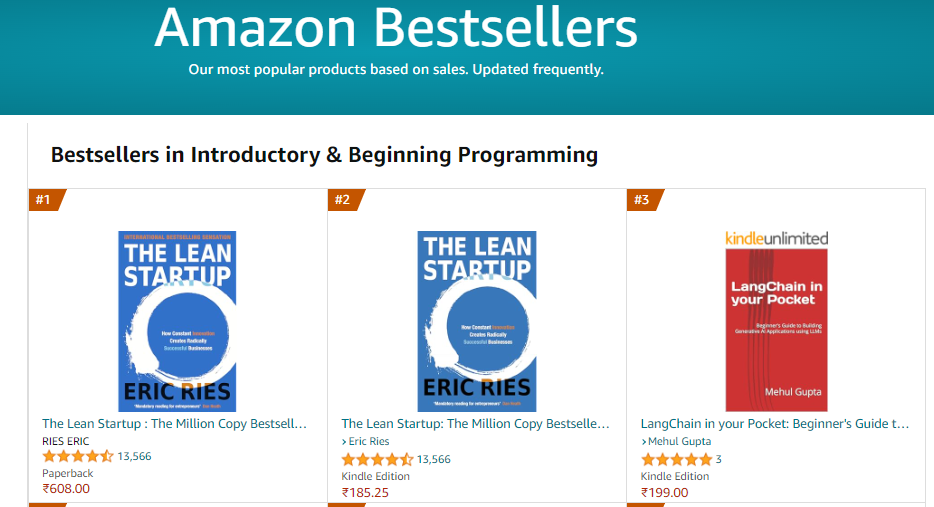 Amazon Bestsellers
Our most popular products based on sales. Updated frequently.
Bestsellers in Introductory & Beginning Programming
#1
#2
#3
INTERNATIONAL BESTSELLING SENSATION
THE LEAN
STARTUP
How Constant Innovation
Creates Radically
Successful Businesses
ERIC RIES
'Mandatory reading for entrepreneurs'
THE LEAN
STARTUP
How Constant Innovation
Creates Radically
Successful Businesses
ERIC RIES
'Mandatory reading for entrepreneurs'
kindleunlimited
LangChain in
your Pocket
Beginner's Guide to Building
Generative AI Applications using LLMs
Mehul Gupta
The Lean Startup : The Million Copy Bestsell…
RIES ERIC
13,566
Paperback
₹608.00
The Lean Startup: The Million Copy Bestselle…
› Eric Ries
13,566
Kindle Edition
₹185.25
LangChain in your Pocket: Beginner's Guide t…
› Mehul Gupta
3
Kindle Edition
₹199.00